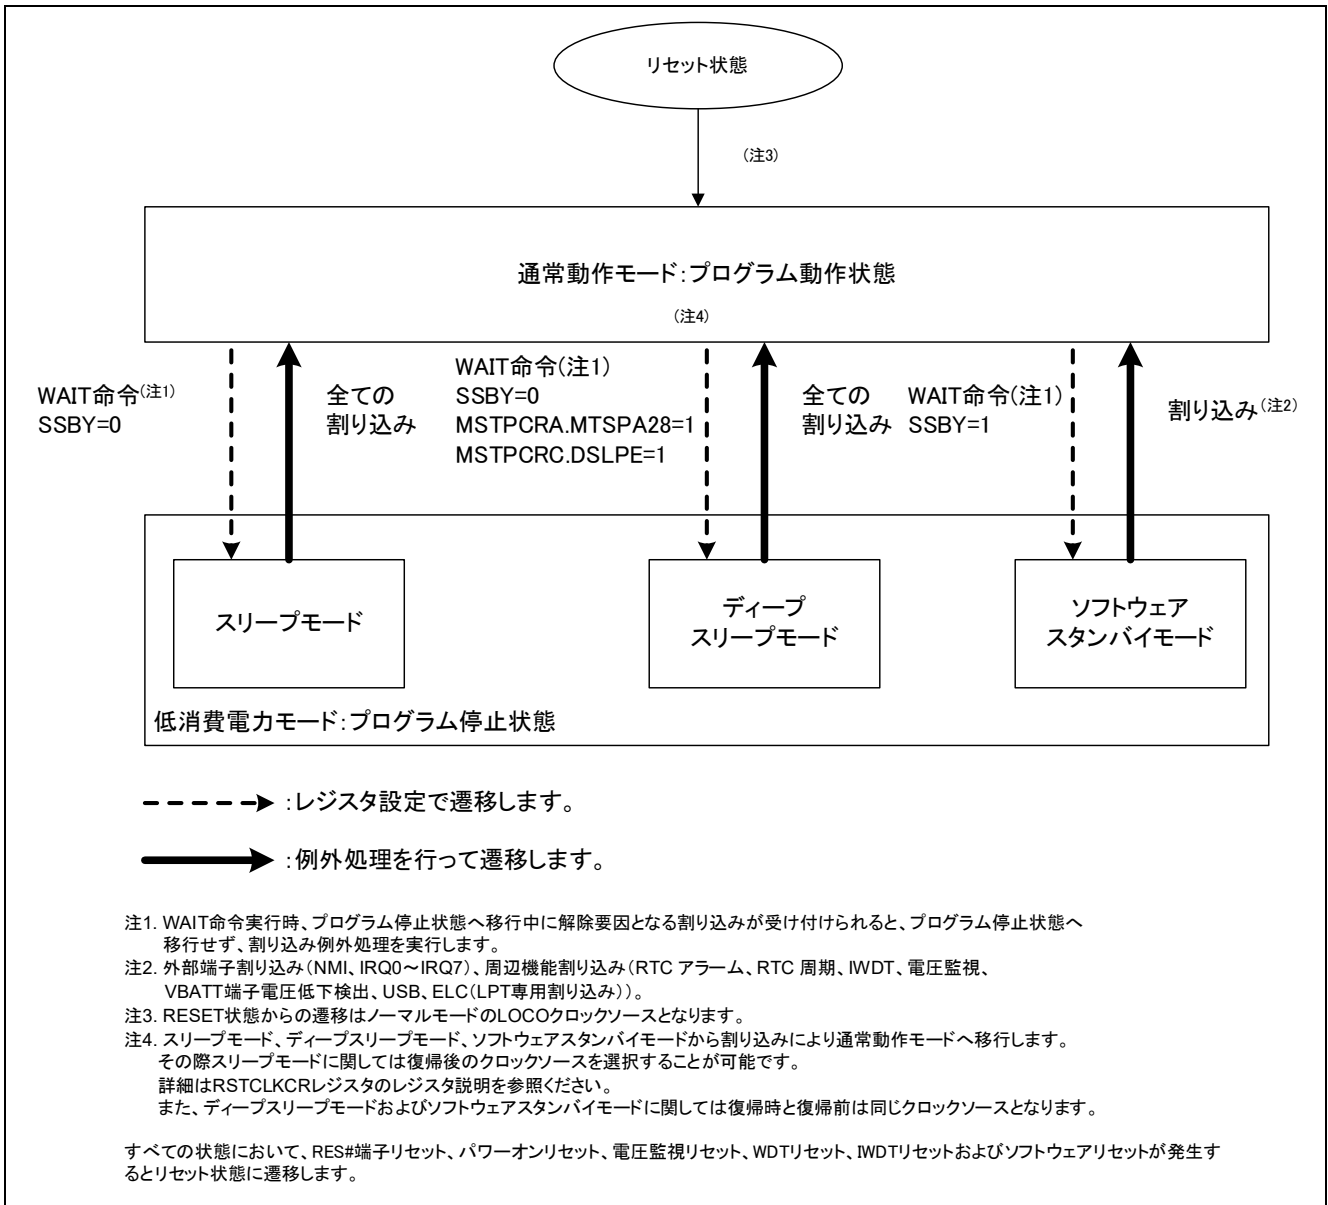 リセット状態
(注3)
通常動作モード:プログラム動作状態
(注4)
WAIT命令(注1)
SSBY=0
全ての
割り込み
WAIT命令(注1)
SSBY=0
MSTPCRA.MTSPA28=1
MSTPCRC.DSLPE=1
全ての
割り込み
WAIT命令(注1)
SSBY=1
割り込み(注2)
スリープモード
ディープ
スリープモード
ソフトウェア
スタンバイモード
低消費電力モード:プログラム停止状態
:レジスタ設定で遷移します。
:例外処理を行って遷移します。
注1. WAIT命令実行時、プログラム停止状態へ移行中に解除要因となる割り込みが受け付けられると、プログラム停止状態へ
移行せず、割り込み例外処理を実行します。
注2. 外部端子割り込み(NMI、IRQ0~IRQ7)、周辺機能割り込み(RTC アラーム、RTC 周期、IWDT、電圧監視、
VBATT端子電圧低下検出、USB、ELC(LPT専用割り込み))。
注3. RESET状態からの遷移はノーマルモードのLOCOクロックソースとなります。
注4. スリープモード、ディープスリープモード、ソフトウェアスタンバイモードから割り込みにより通常動作モードへ移行します。
その際スリープモードに関しては復帰後のクロックソースを選択することが可能です。
詳細はRSTCLKCRレジスタのレジスタ説明を参照ください。
また、ディープスリープモードおよびソフトウェアスタンバイモードに関しては復帰時と復帰前は同じクロックソースとなります。
すべての状態において、RES#端子リセット、パワーオンリセット、電圧監視リセット、WDTリセット、IWDTリセットおよびソフトウェアリセットが発生す
るとリセット状態に遷移します。